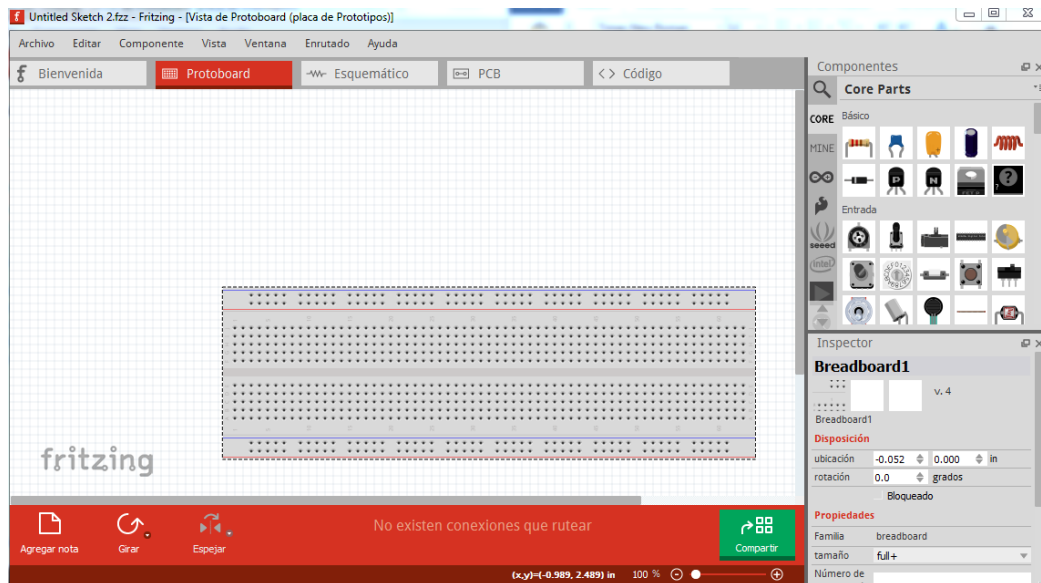 Untitled Sketch 2.fzz - Fritzing - [Vista de Protoboard (placa de Prototipos)]
Archivo Editar Componente Vista Ventana Enrutado Ayuda
Bienvenida Protoboard Esquemático PCB <> Código
Componentes
Core Parts
CORE Básico
MINE
Entrada
seeed
intel
fritzing
Inspector
Breadboard1
v. 4
Breadboard1
Disposición
ubicación -0.052 0.000 in
rotación 0.0 grados
Bloqueado
Propiedades
Familia breadboard
tamaño full+
Número de
No existen conexiones que rutear
Agregar nota Girar Espejar Compartir
(x,y)=(-0.989, 2.489) in 100 %